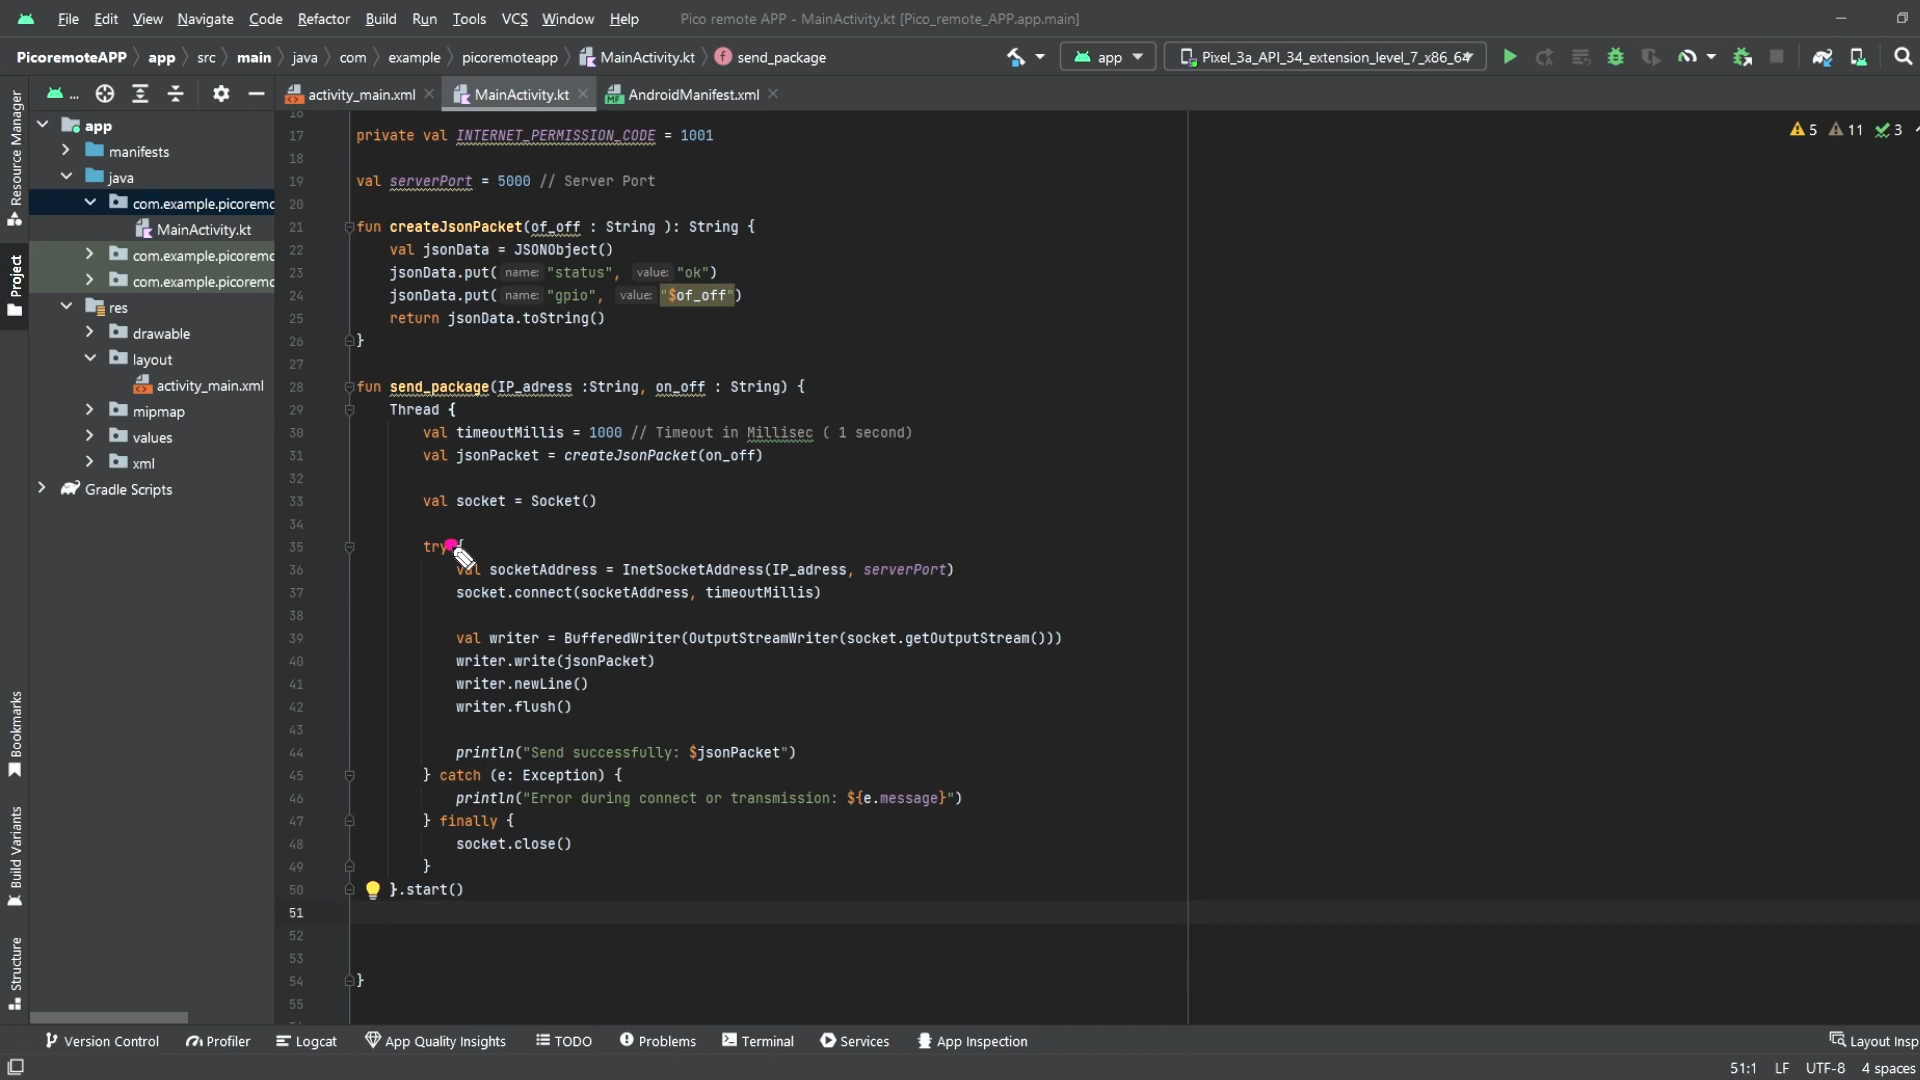 File Edit View Navigate Code Refactor Build Run Tools VCS Window Help Pico remote APP - MainActivity.kt [Pico_remote_APP.app.main]
PicoremoteAPP app src main java com example picoremoteapp MainActivity.kt send_package app Pixel_3a_API_34_extension_level_7_x86_64
... activity_main.xml MainActivity.kt AndroidManifest.xml
Resource Manager
Project
Bookmarks
Build Variants
Structure
app
manifests
java
com.example.picoremo
MainActivity.kt
com.example.picoremo
com.example.picoremo
res
drawable
layout
activity_main.xml
mipmap
values
xml
Gradle Scripts
5 11 3
16
17 private val INTERNET_PERMISSION_CODE = 1001
18
19 val serverPort = 5000 // Server Port
20
21 fun createJsonPacket(of_off : String ): String {
22 val jsonData = JSONObject()
23 jsonData.put( name: "status", value: "ok")
24 jsonData.put( name: "gpio", value: "$of_off")
25 return jsonData.toString()
26 }
27
28 fun send_package(IP_adress :String, on_off : String) {
29 Thread {
30 val timeoutMillis = 1000 // Timeout in Millisec ( 1 second)
31 val jsonPacket = createJsonPacket(on_off)
32
33 val socket = Socket()
34
35 try {
36 val socketAddress = InetSocketAddress(IP_adress, serverPort)
37 socket.connect(socketAddress, timeoutMillis)
38
39 val writer = BufferedWriter(OutputStreamWriter(socket.getOutputStream()))
40 writer.write(jsonPacket)
41 writer.newLine()
42 writer.flush()
43
44 println("Send successfully: $jsonPacket")
45 } catch (e: Exception) {
46 println("Error during connect or transmission: ${e.message}")
47 } finally {
48 socket.close()
49 }
50 }.start()
51
52
53
54 }
55
Version Control Profiler Logcat App Quality Insights TODO Problems Terminal Services App Inspection Layout Insp
51:1 LF UTF-8 4 spaces